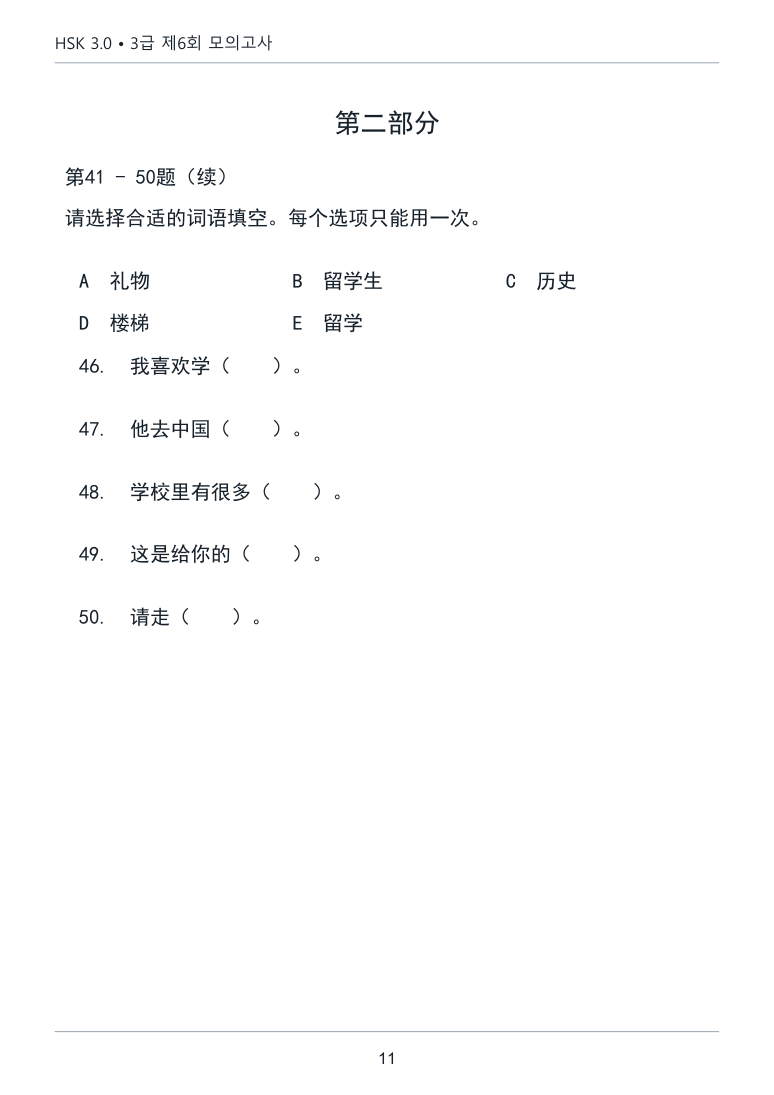 HSK 3.0 • 3급 제6회 모의고사
第二部分
第41 - 50题（续）
请选择合适的词语填空。每个选项只能用一次。
A 礼物 B 留学生 C 历史
D 楼梯 E 留学
46. 我喜欢学（　　）。
47. 他去中国（　　）。
48. 学校里有很多（　　）。
49. 这是给你的（　　）。
50. 请走（　　）。
11